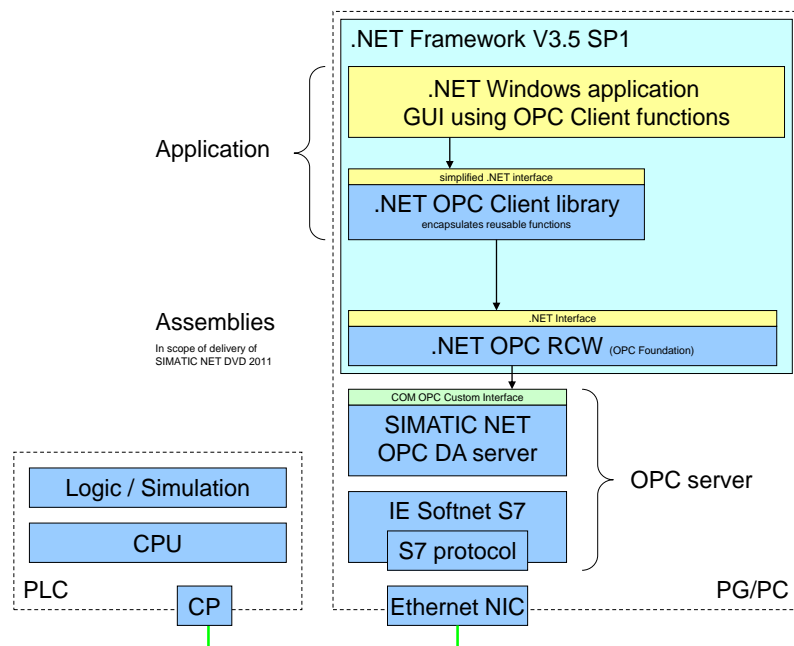 .NET Framework V3.5 SP1
.NET Windows application
GUI using OPC Client functions
Application
simplified .NET interface
.NET OPC Client library
encapsulates reusable functions
Assemblies
In scope of delivery of
SIMATIC NET DVD 2011
.NET Interface
.NET OPC RCW (OPC Foundation)
COM OPC Custom Interface
SIMATIC NET
OPC DA server
OPC server
IE Softnet S7
S7 protocol
Logic / Simulation
CPU
PLC
CP
Ethernet NIC
PG/PC